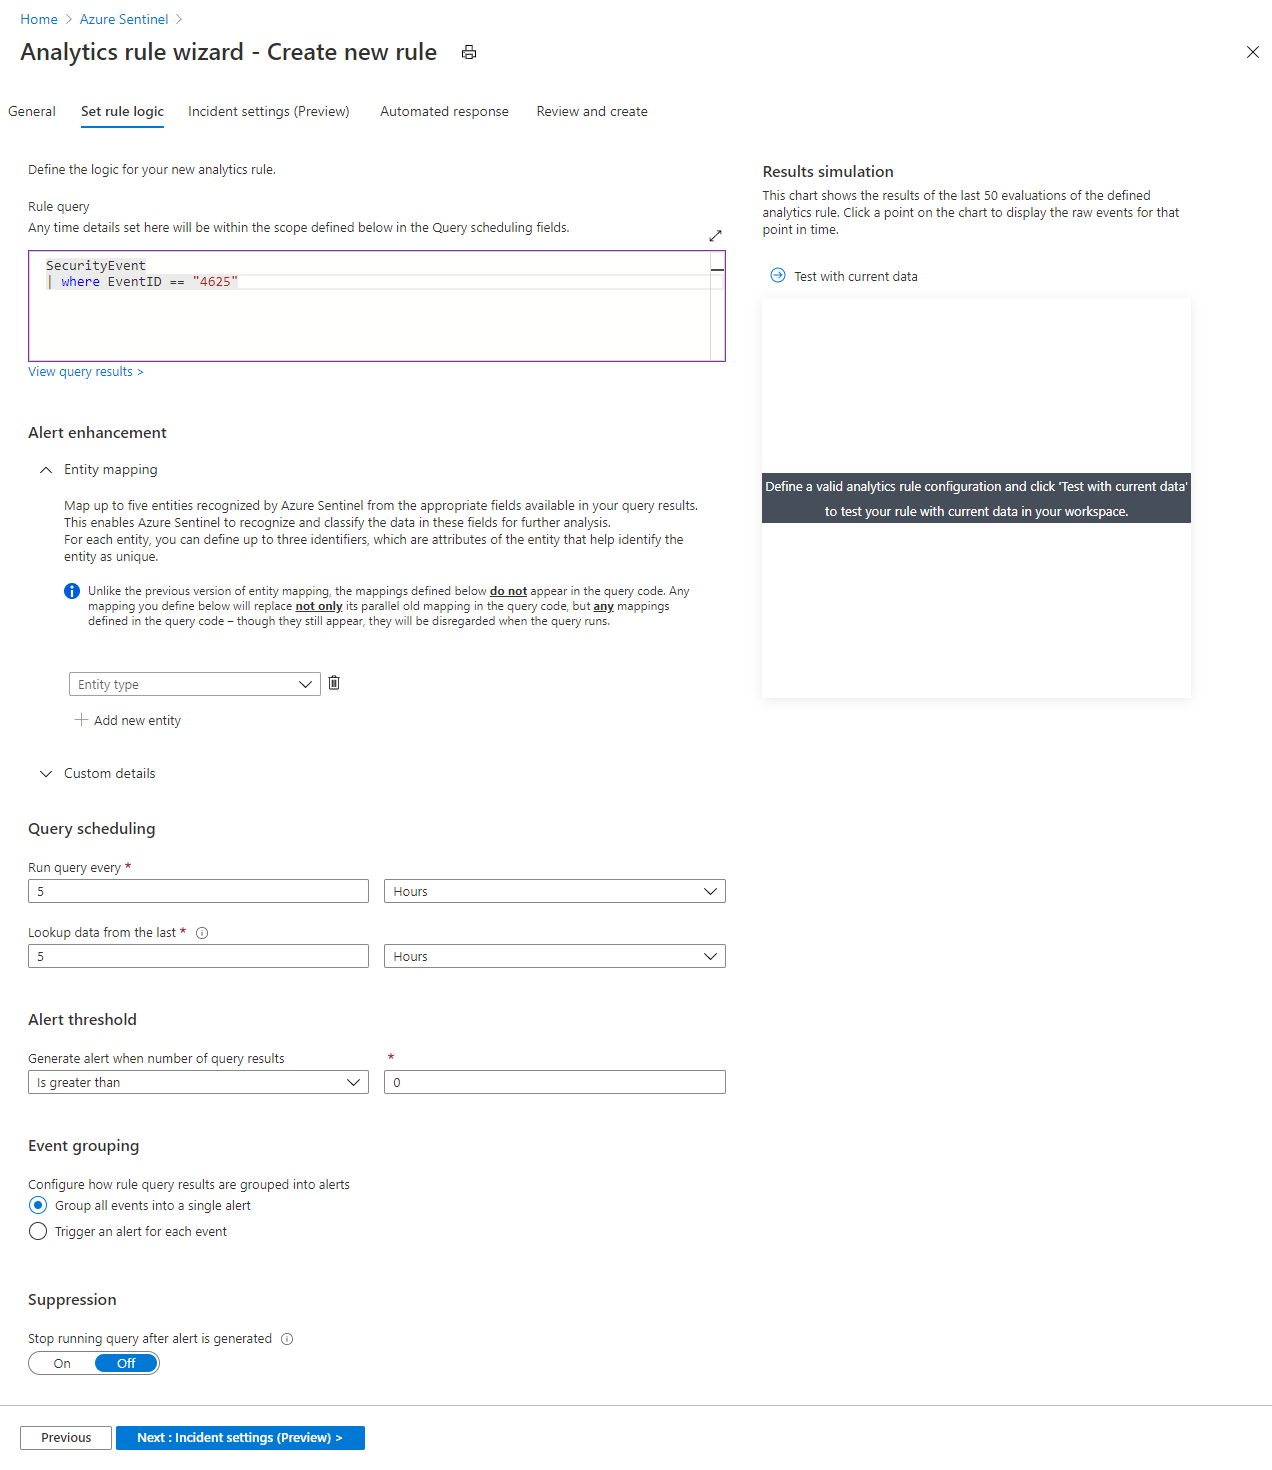 Home > Azure Sentinel >
Analytics rule wizard - Create new rule
General Set rule logic Incident settings (Preview) Automated response Review and create
Define the logic for your new analytics rule.
Rule query
Any time details set here will be within the scope defined below in the Query scheduling fields.
SecurityEvent
| where EventID == "4625"
View query results >
Alert enhancement
Entity mapping
Map up to five entities recognized by Azure Sentinel from the appropriate fields available in your query results.
This enables Azure Sentinel to recognize and classify the data in these fields for further analysis.
For each entity, you can define up to three identifiers, which are attributes of the entity that help identify the
entity as unique.
Unlike the previous version of entity mapping, the mappings defined below do not appear in the query code. Any
mapping you define below will replace not only its parallel old mapping in the query code, but any mappings
defined in the query code – though they still appear, they will be disregarded when the query runs.
Entity type
Add new entity
Custom details
Query scheduling
Run query every *
5 Hours
Lookup data from the last *
5 Hours
Alert threshold
Generate alert when number of query results *
Is greater than 0
Event grouping
Configure how rule query results are grouped into alerts
Group all events into a single alert
Trigger an alert for each event
Suppression
Stop running query after alert is generated
On Off
Previous Next : Incident settings (Preview) >
Results simulation
This chart shows the results of the last 50 evaluations of the defined
analytics rule. Click a point on the chart to display the raw events for that
point in time.
Test with current data
Define a valid analytics rule configuration and click 'Test with current data'
to test your rule with current data in your workspace.